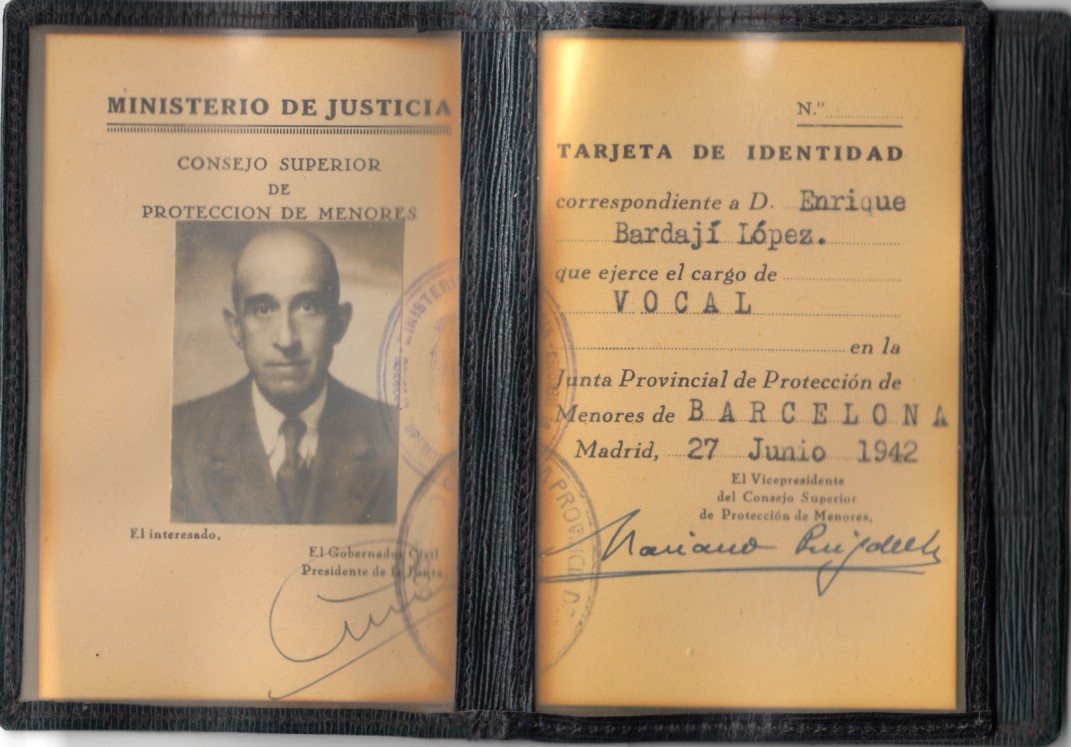 MINISTERIO DE JUSTICIA
CONSEJO SUPERIOR
DE
PROTECCION DE MENORES
El interesado,
El Gobernador Civil
Presidente de la Junta
N.º
TARJETA DE IDENTIDAD
correspondiente a D. Enrique
Bardají López.
que ejerce el cargo de
VOCAL
en la
Junta Provincial de Protección de
Menores de BARCELONA
Madrid, 27 Junio 1942
El Vicepresidente
del Consejo Superior
de Protección de Menores,
Mariano Puigdollers